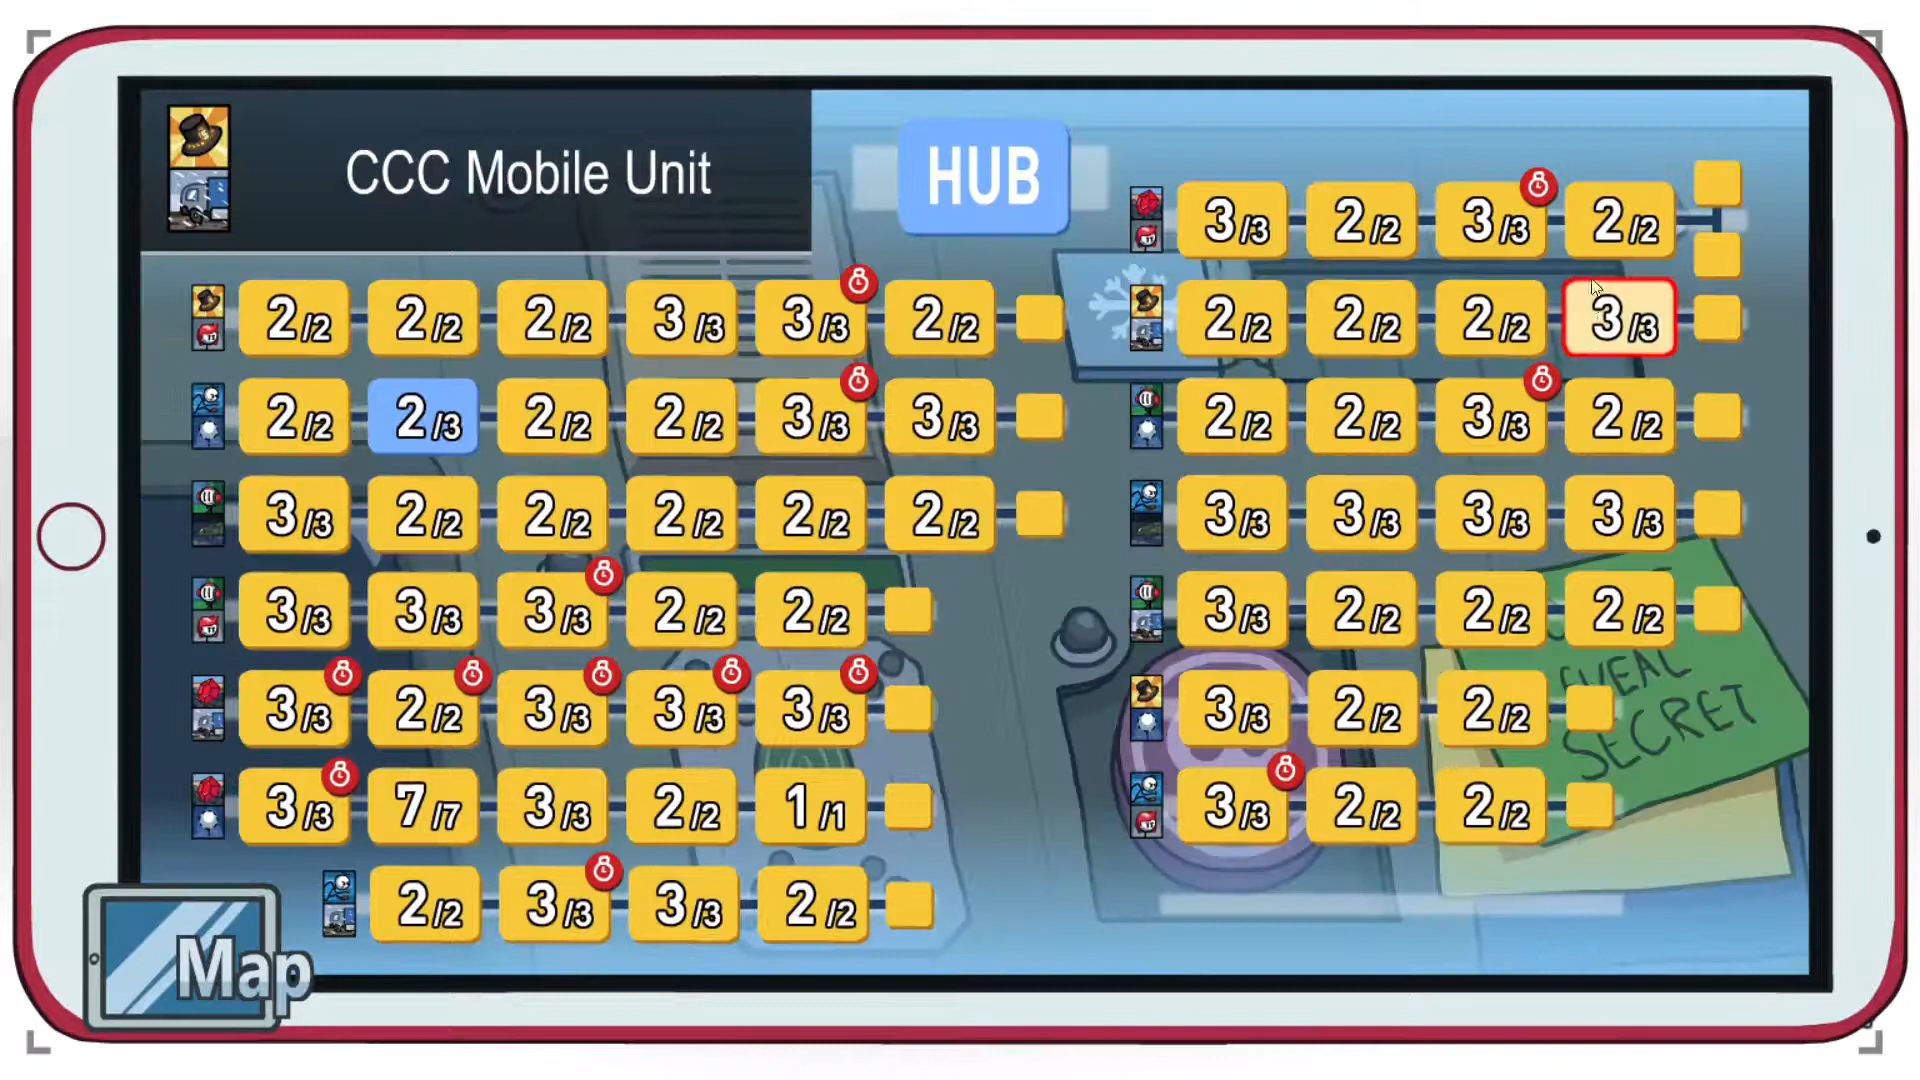 CCC Mobile Unit
HUB
3/3 2/2 3/3 2/2
2/2 2/2 2/2 3/3 3/3 2/2
2/2 2/2 2/2 3/3
2/2 2/3 2/2 2/2 3/3 3/3
2/2 2/2 3/3 2/2
3/3 2/2 2/2 2/2 2/2 2/2
3/3 3/3 3/3 3/3
3/3 3/3 3/3 2/2 2/2
3/3 2/2 2/2 2/2
3/3 2/2 3/3 3/3 3/3
3/3 2/2 2/2
SECRET
3/3 7/7 3/3 2/2 1/1
3/3 2/2 2/2
2/2 3/3 3/3 2/2
Map